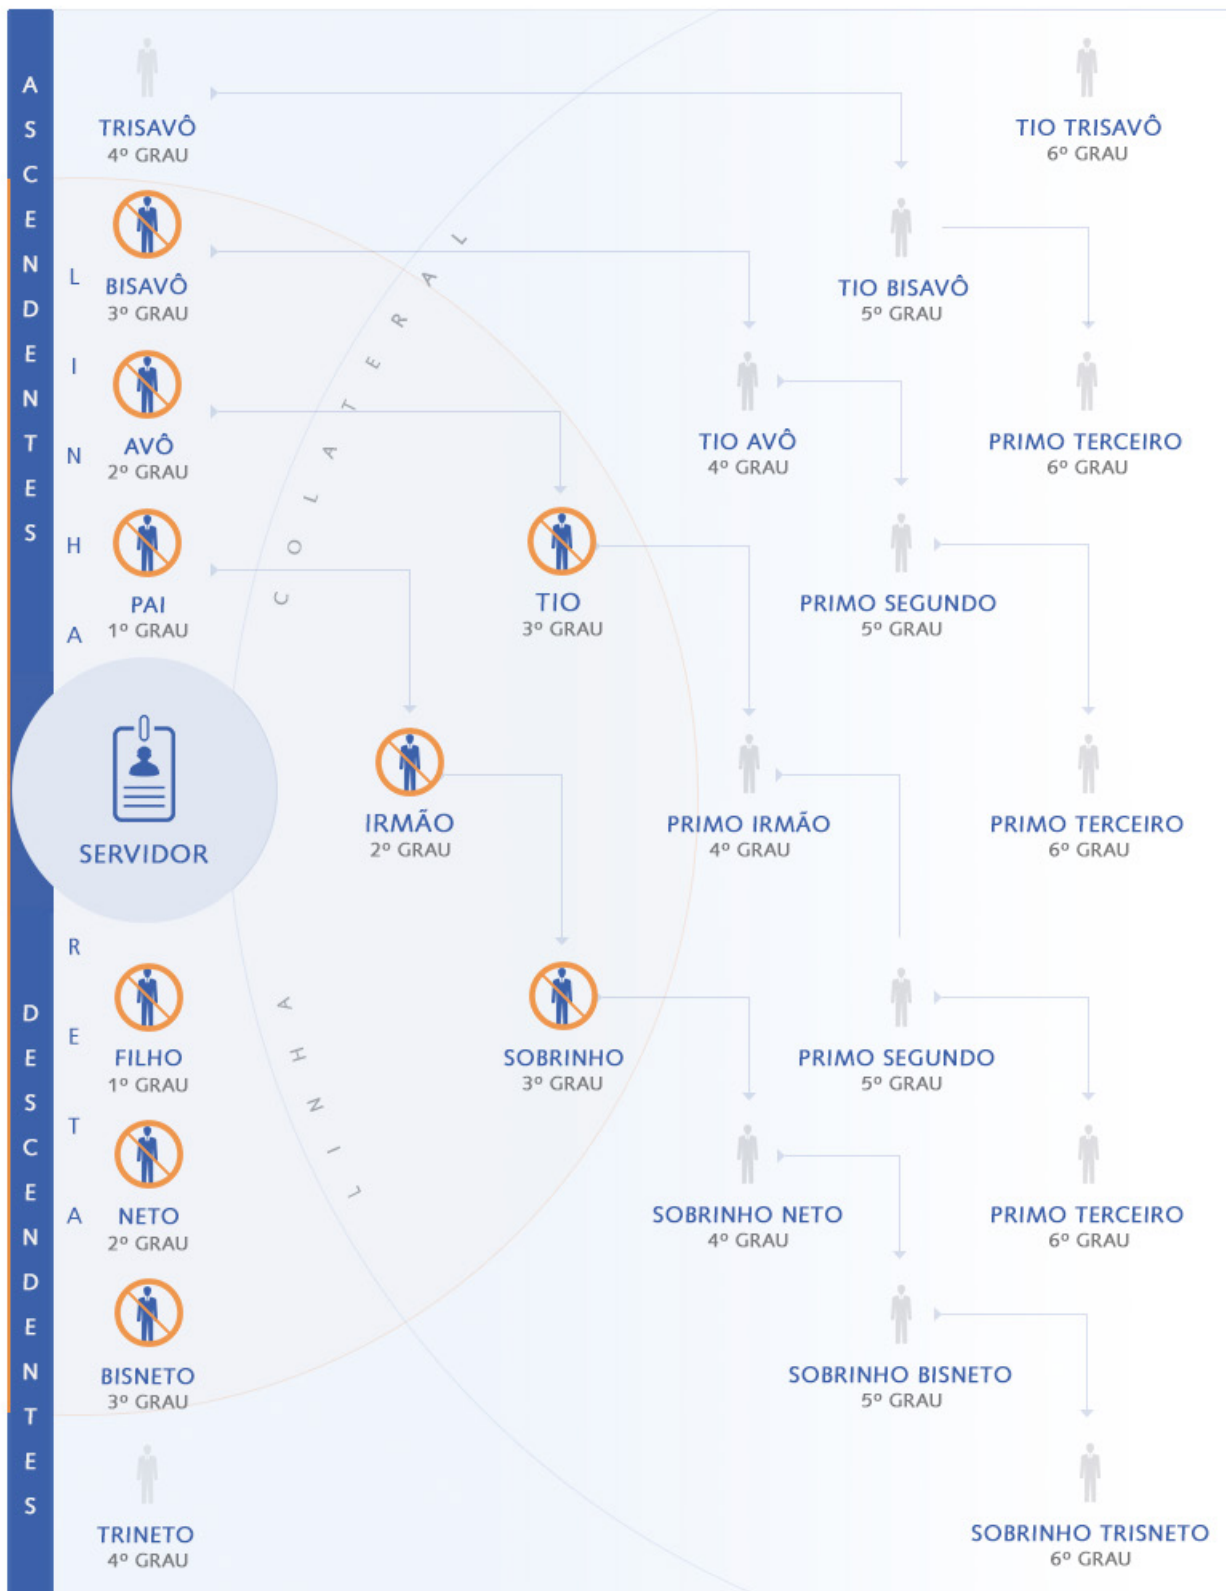 ASCENDENTES
LINHA RETA
DESCENDENTES
LINHA COLATERAL
TRISAVÔ
4º GRAU
TIO TRISAVÔ
6º GRAU
BISAVÔ
3º GRAU
TIO BISAVÔ
5º GRAU
AVÔ
2º GRAU
TIO AVÔ
4º GRAU
PRIMO TERCEIRO
6º GRAU
PAI
1º GRAU
TIO
3º GRAU
PRIMO SEGUNDO
5º GRAU
SERVIDOR
IRMÃO
2º GRAU
PRIMO IRMÃO
4º GRAU
PRIMO TERCEIRO
6º GRAU
FILHO
1º GRAU
SOBRINHO
3º GRAU
PRIMO SEGUNDO
5º GRAU
NETO
2º GRAU
SOBRINHO NETO
4º GRAU
PRIMO TERCEIRO
6º GRAU
BISNETO
3º GRAU
SOBRINHO BISNETO
5º GRAU
TRINETO
4º GRAU
SOBRINHO TRISNETO
6º GRAU